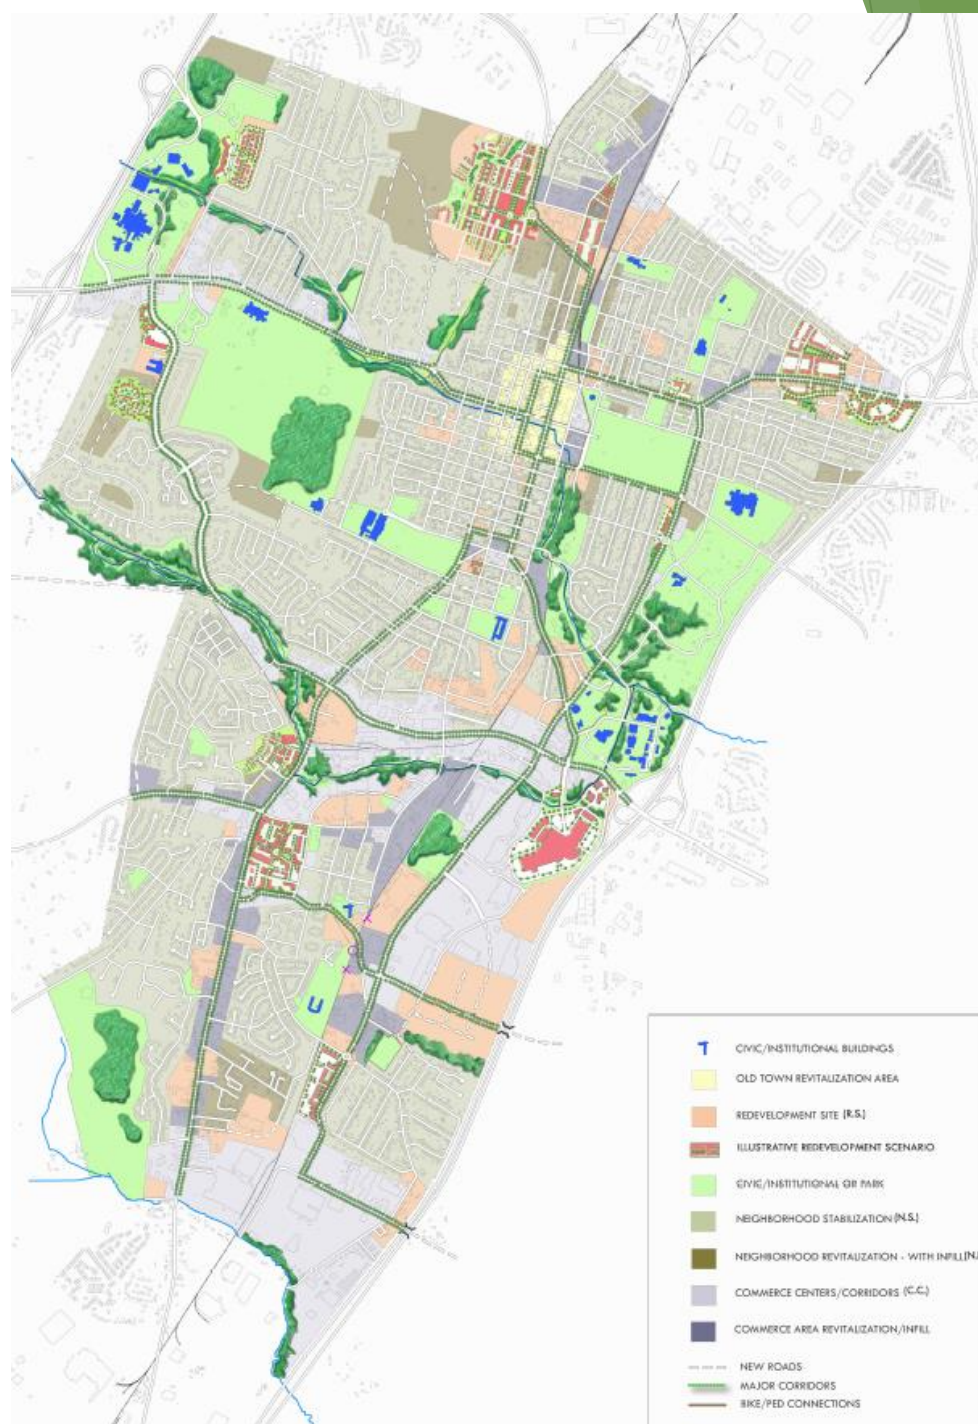 CIVIC/INSTITUTIONAL BUILDINGS
OLD TOWN REVITALIZATION AREA
REDEVELOPMENT SITE (R.S.)
ILLUSTRATIVE REDEVELOPMENT SCENARIO
CIVIC/INSTITUTIONAL OR PARK
NEIGHBORHOOD STABILIZATION (N.S.)
NEIGHBORHOOD REVITALIZATION - WITH INFILL
COMMERCE CENTERS/CORRIDORS (C.C.)
COMMERCE AREA REVITALIZATION/INFILL
NEW ROADS
MAJOR CORRIDORS
BIKE/PED CONNECTIONS